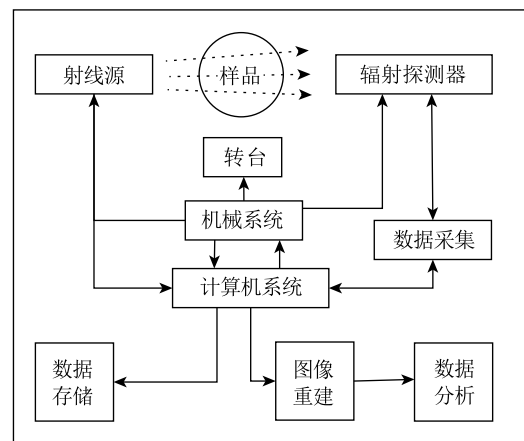 射线源
样品
辐射探测器
转台
机械系统
数据采集
计算机系统
数据
存储
图像
重建
数据
分析